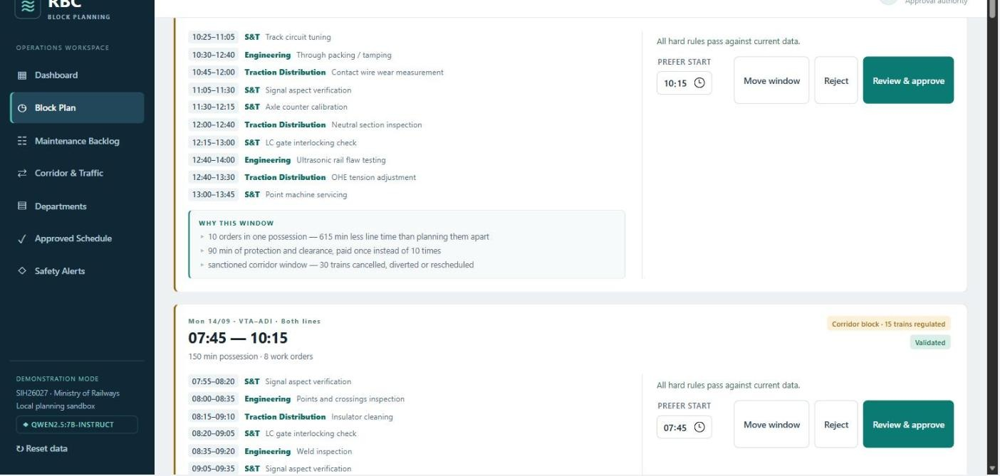 RBC
BLOCK PLANNING
OPERATIONS WORKSPACE
Dashboard
Block Plan
Maintenance Backlog
Corridor & Traffic
Departments
Approved Schedule
Safety Alerts
DEMONSTRATION MODE
SIH26027 · Ministry of Railways
Local planning sandbox
◆ QWEN2.5:7B-INSTRUCT
↻ Reset data
Approval authority
10:25–11:05 S&T Track circuit tuning
10:30–12:40 Engineering Through packing / tamping
10:45–12:00 Traction Distribution Contact wire wear measurement
11:05–11:30 S&T Signal aspect verification
11:30–12:15 S&T Axle counter calibration
12:00–12:40 Traction Distribution Neutral section inspection
12:15–13:00 S&T LC gate interlocking check
12:40–14:00 Engineering Ultrasonic rail flaw testing
12:40–13:30 Traction Distribution OHE tension adjustment
13:00–13:45 S&T Point machine servicing
WHY THIS WINDOW
▸ 10 orders in one possession — 615 min less line time than planning them apart
▸ 90 min of protection and clearance, paid once instead of 10 times
▸ sanctioned corridor window — 30 trains cancelled, diverted or rescheduled
All hard rules pass against current data.
PREFER START
10:15
Move window
Reject
Review & approve
Mon 14/09 · VTA–ADI · Both lines
07:45 — 10:15
150 min possession · 8 work orders
Corridor block · 15 trains regulated
Validated
07:55–08:20 S&T Signal aspect verification
08:00–08:35 Engineering Points and crossings inspection
08:15–09:10 Traction Distribution Insulator cleaning
08:20–09:05 S&T LC gate interlocking check
08:35–09:20 Engineering Weld inspection
09:05–09:35 S&T Signal aspect verification
All hard rules pass against current data.
PREFER START
07:45
Move window
Reject
Review & approve